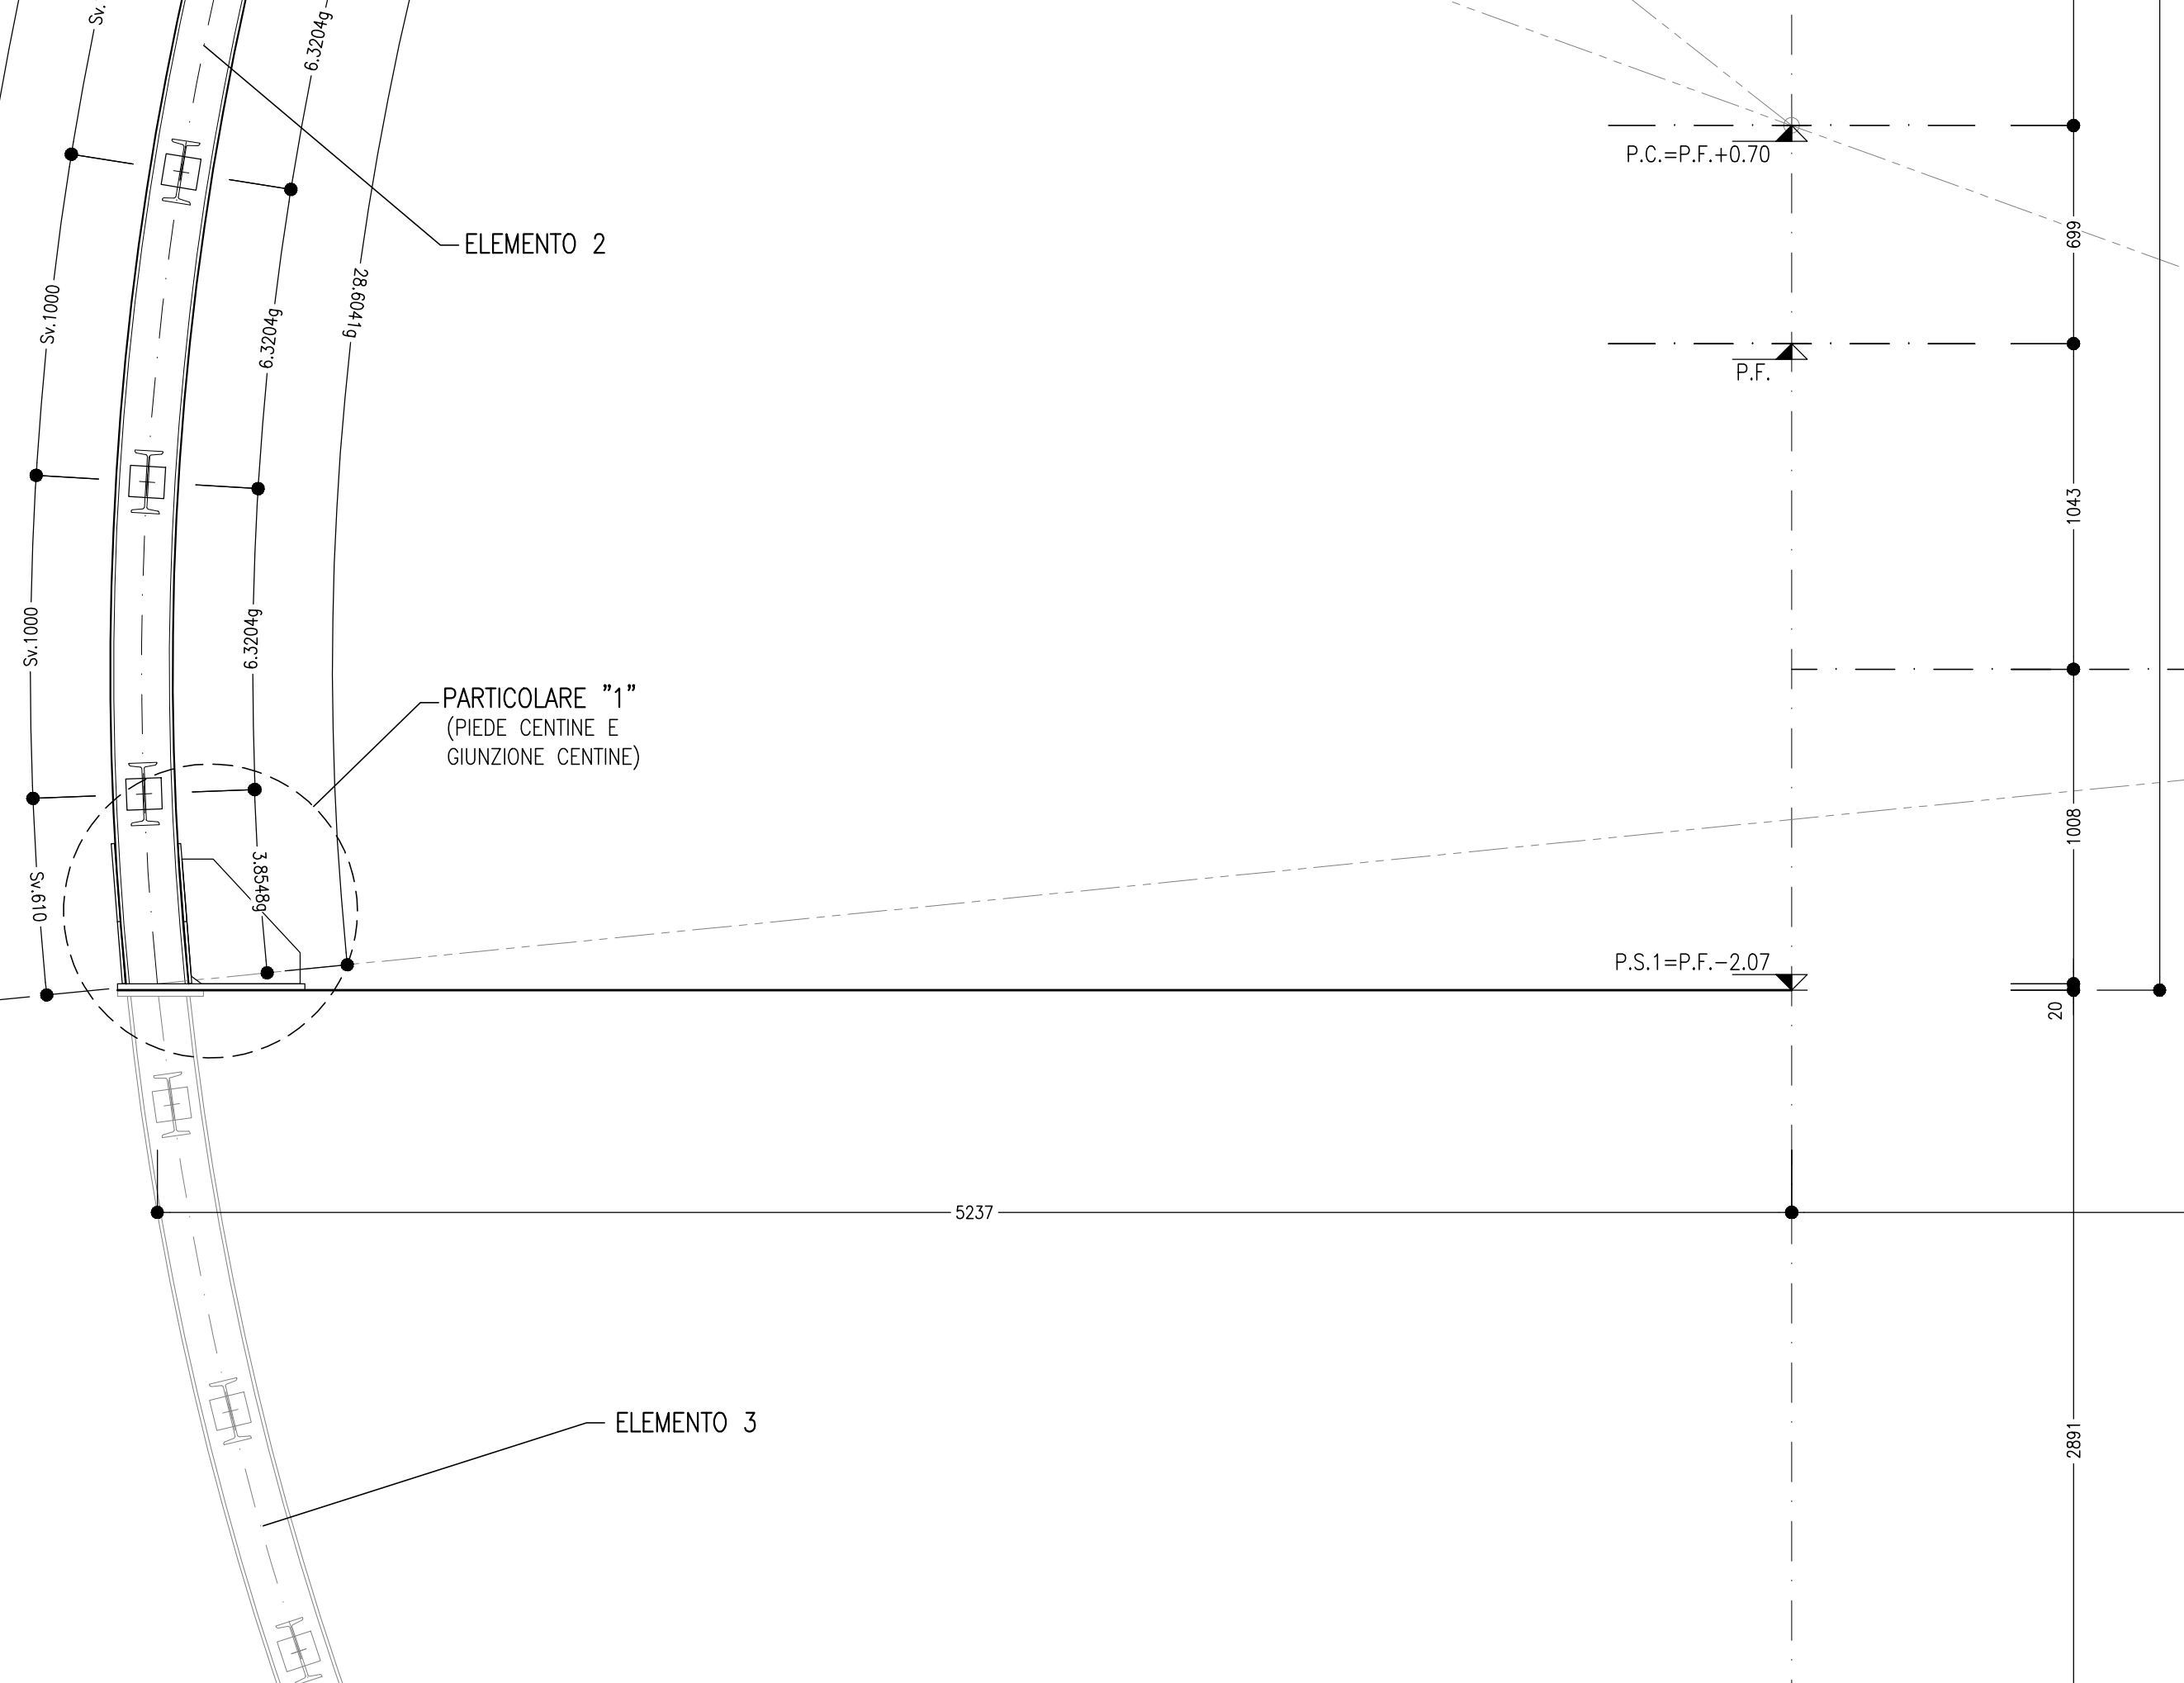 Sv.
6.3204g
P.C.=P.F.+0.70
699
ELEMENTO 2
Sv.1000
6.3204g
28.6041g
P.F.
1043
Sv.1000
6.3204g
PARTICOLARE "1"
(PIEDE CENTINE E
GIUNZIONE CENTINE)
1008
Sv.610
3.8548g
P.S.1=P.F.-2.07
20
5237
ELEMENTO 3
2891